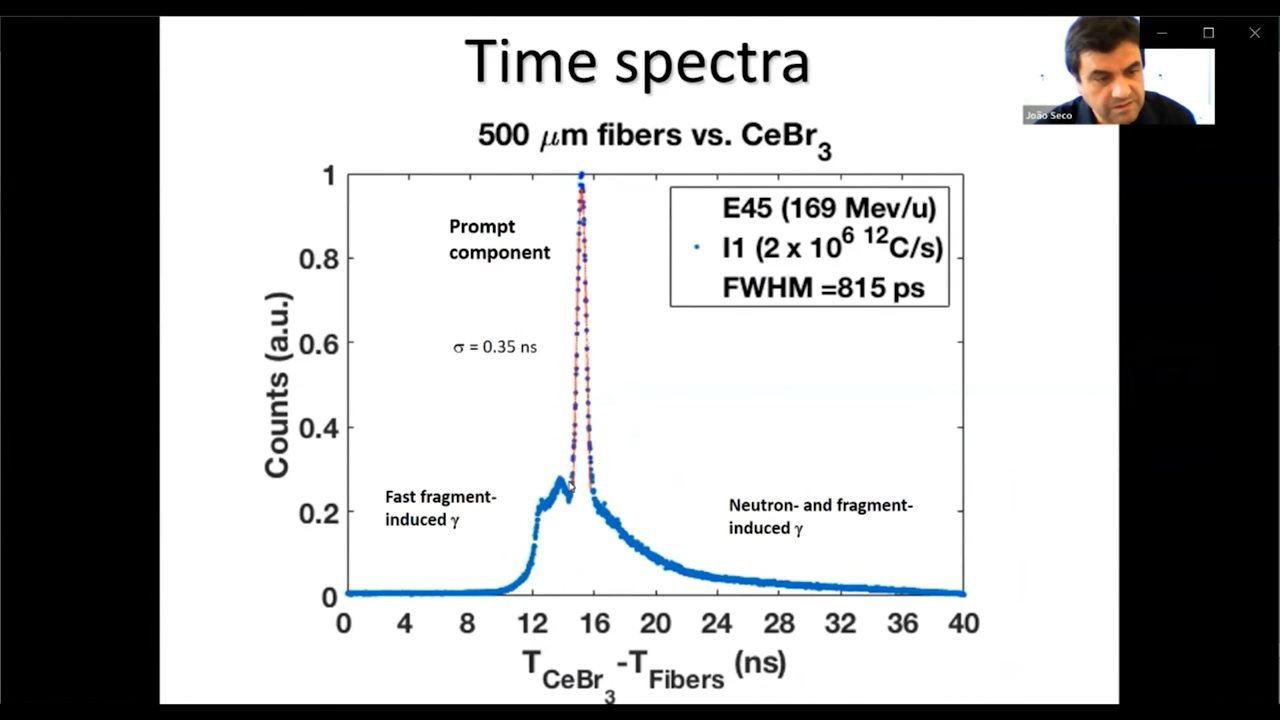 Time spectra
João Seco
500 μm fibers vs. CeBr3
E45 (169 Mev/u)
I1 (2 x 10^6 12C/s)
FWHM =815 ps
Prompt
component
σ = 0.35 ns
Fast fragment-
induced γ
Neutron- and fragment-
induced γ
Counts (a.u.)
1
0.8
0.6
0.4
0.2
0
0 4 8 12 16 20 24 28 32 36 40
TCeBr3-TFibers (ns)